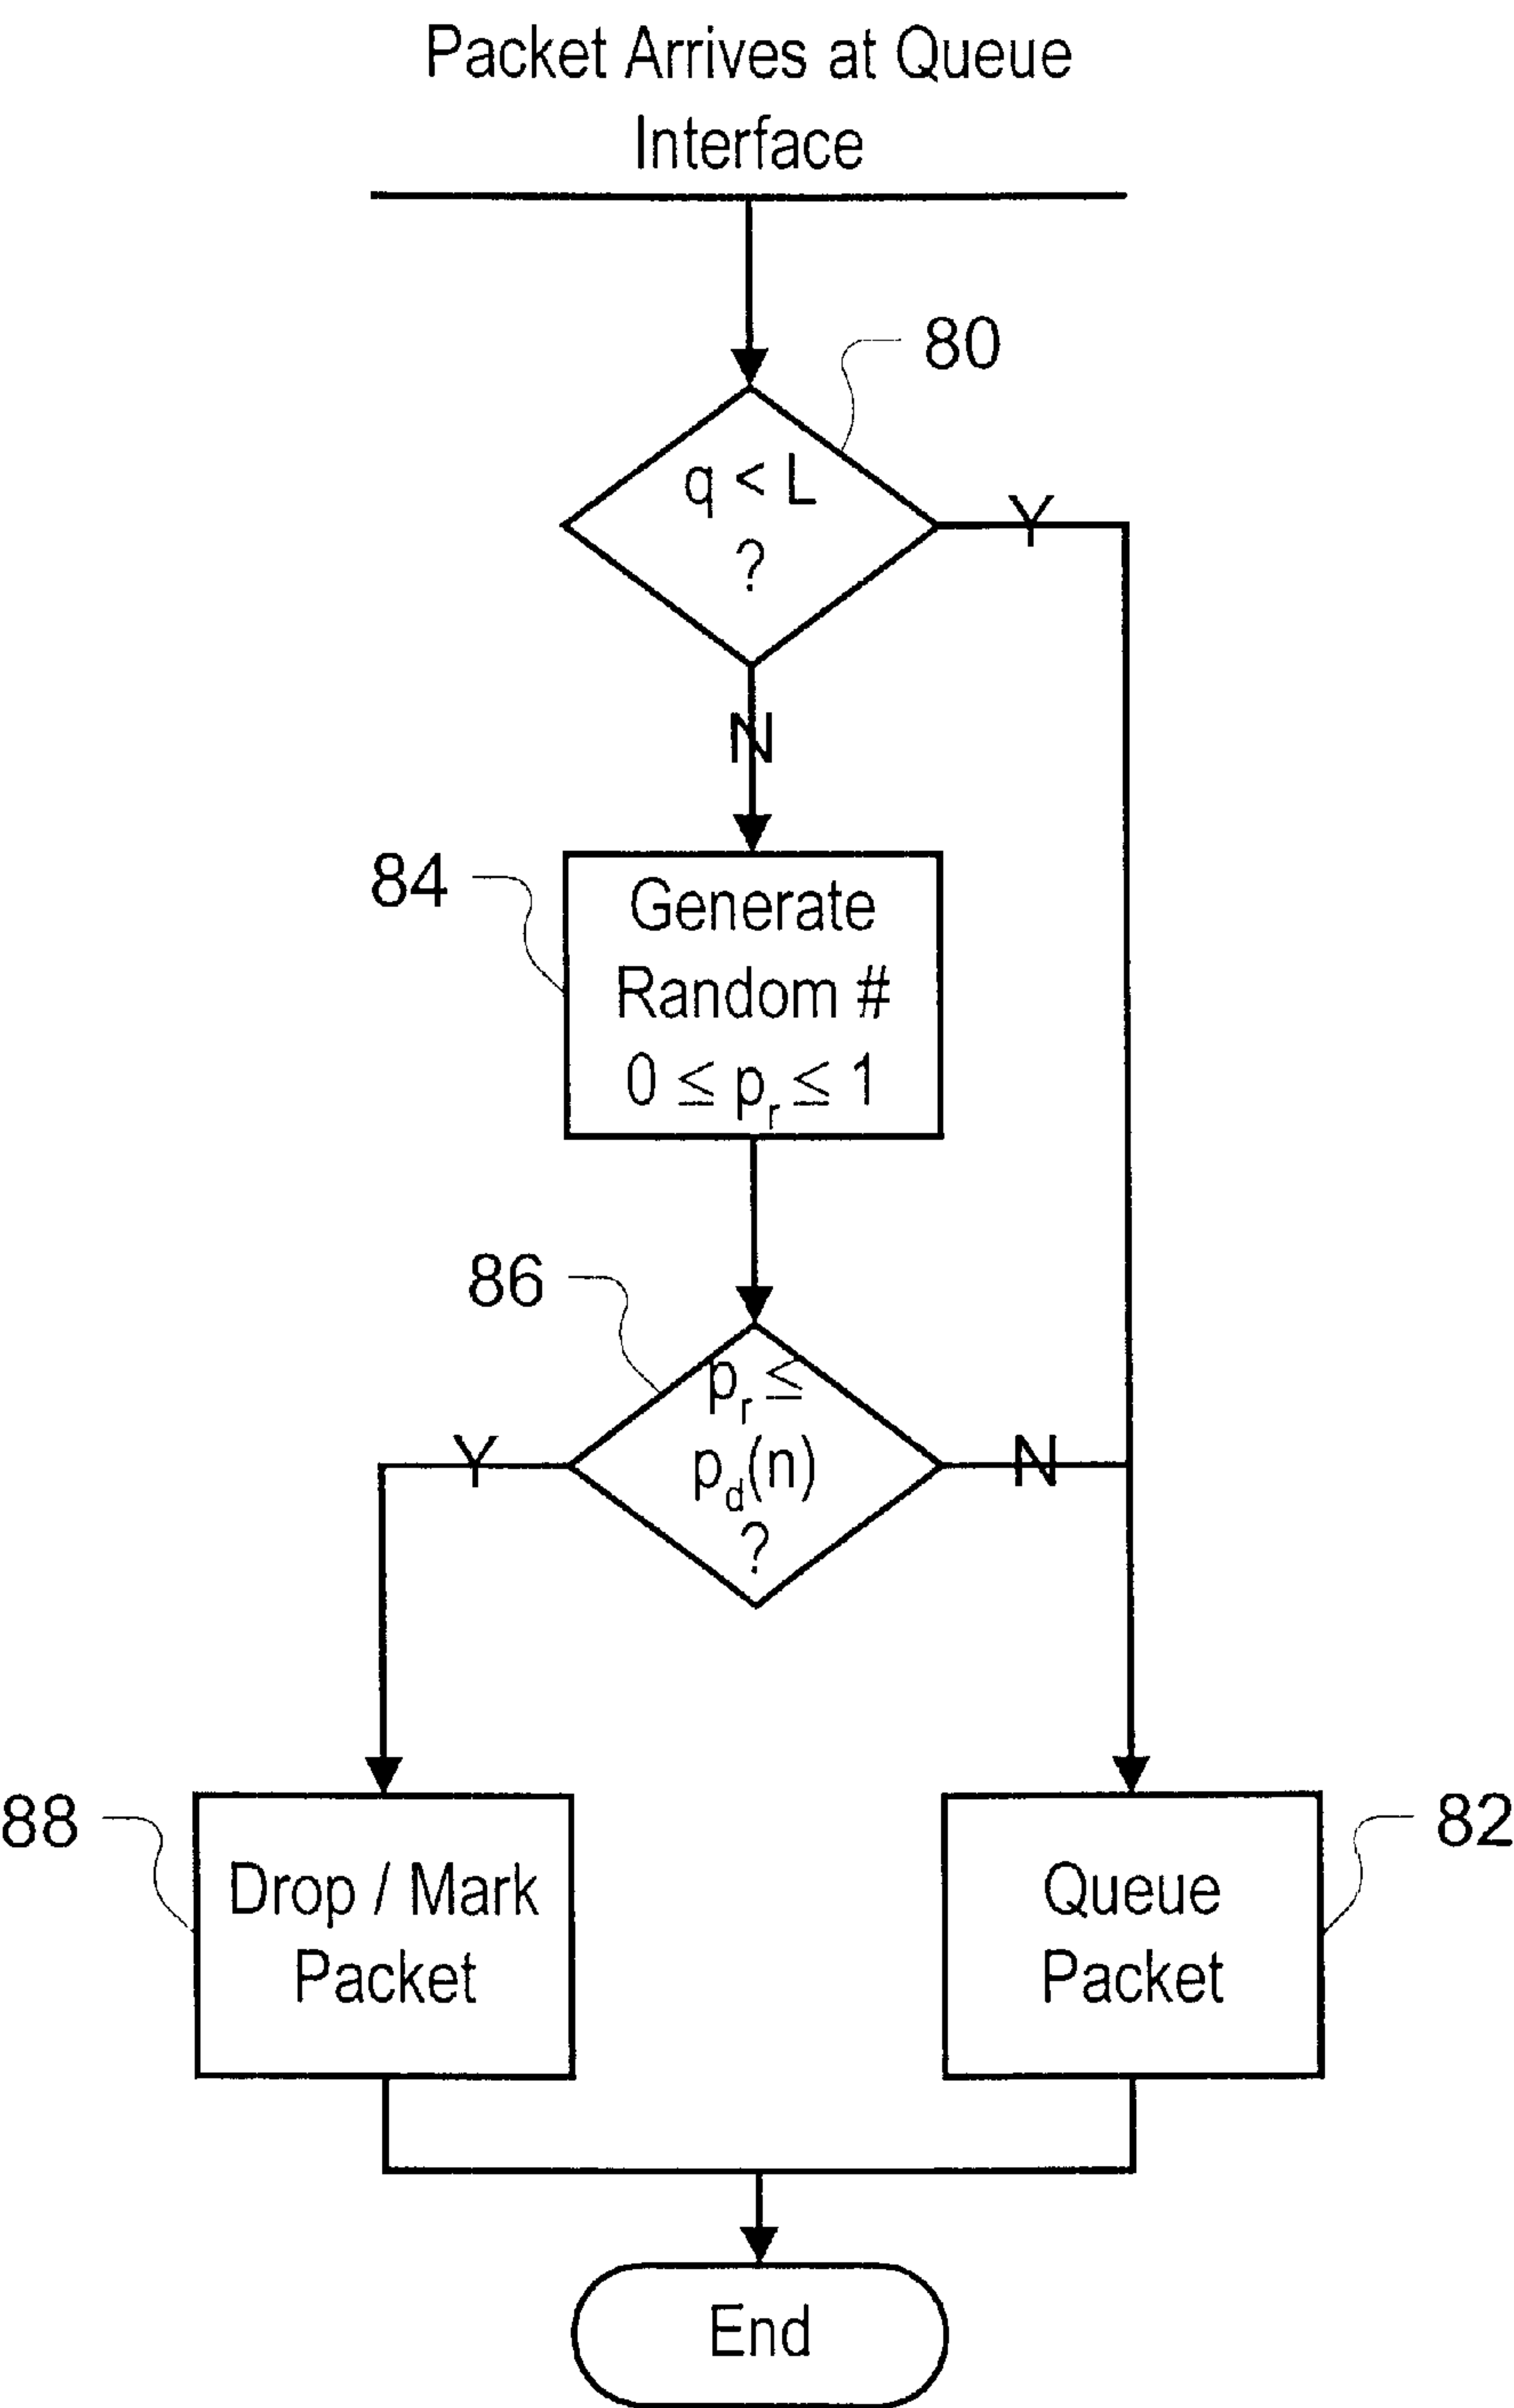 Packet Arrives at Queue
Interface
80
q < L
?
Y
N
84
Generate
Random #
0 ≤ p_r ≤ 1
86
p_r ≤
p_d(n)
?
Y
N
88
Drop / Mark
Packet
82
Queue
Packet
End